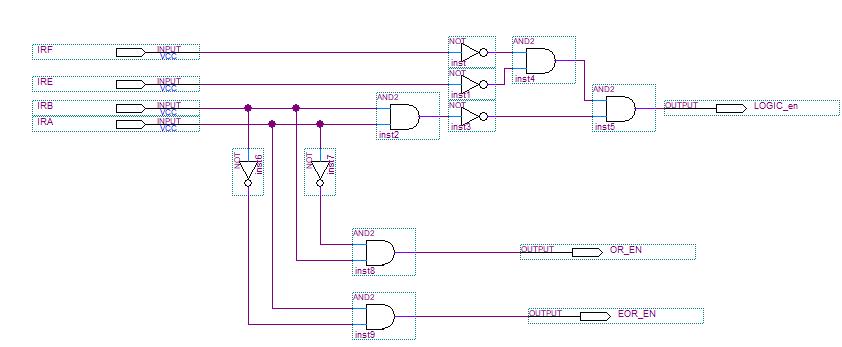 NOT
AND2
IRF
INPUT
VCC
inst
NOT
IRE
INPUT
VCC
inst4
AND2
inst1
AND2
NOT
IRB
INPUT
VCC
OUTPUT
LOGIC_en
IRA
INPUT
VCC
inst2
inst3
inst5
NOT
inst6
NOT
inst7
AND2
OUTPUT
OR_EN
inst8
AND2
OUTPUT
EOR_EN
inst9